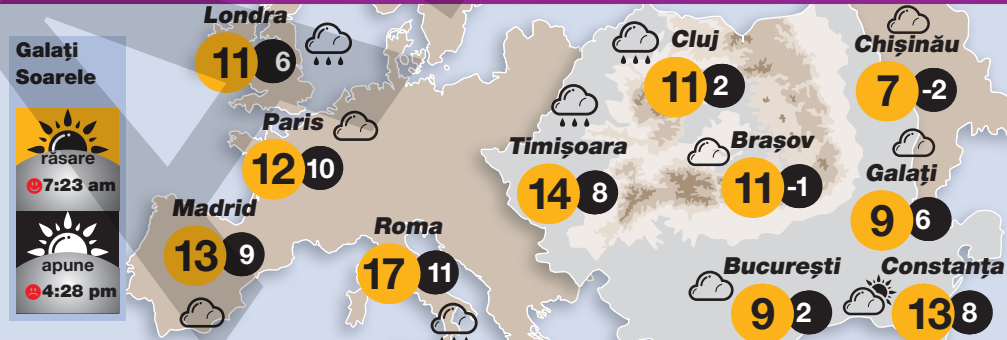 Galați
Soarele
răsare
7:23 am
apune
4:28 pm
Londra
11 6
Paris
12 10
Madrid
13 9
Roma
17 11
Cluj
11 2
Timișoara
14 8
Brașov
11 -1
București
9 2
Chișinău
7 -2
Galați
9 6
Constanța
13 8